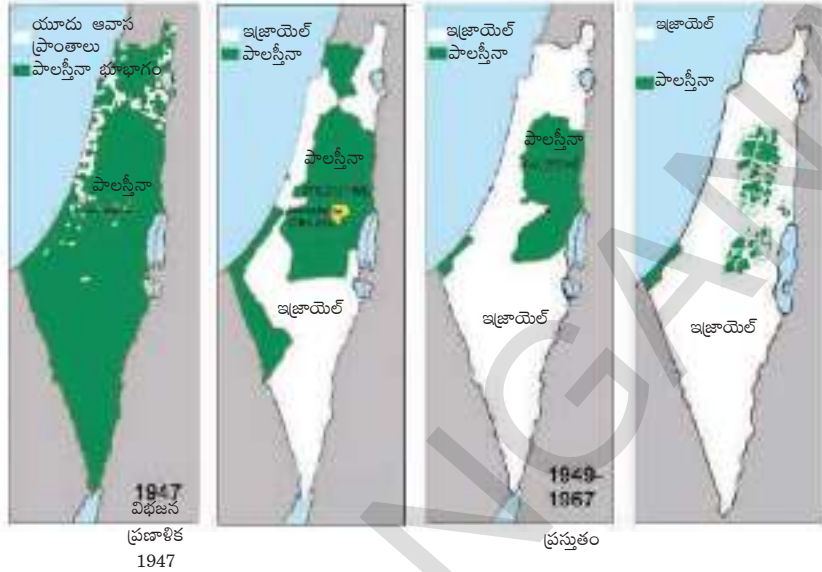 యూదు ఆవాస
ప్రాంతాలు
పాలస్తీనా భూభాగం
పాలస్తీనా
1947
విభజన
ప్రణాళిక
1947
ఇజ్రాయెల్
పాలస్తీనా
పాలస్తీనా
ఇజ్రాయెల్
ఇజ్రాయెల్
పాలస్తీనా
పాలస్తీనా
ఇజ్రాయెల్
1949-
1967
ప్రస్తుతం
ఇజ్రాయెల్
పాలస్తీనా
ఇజ్రాయెల్